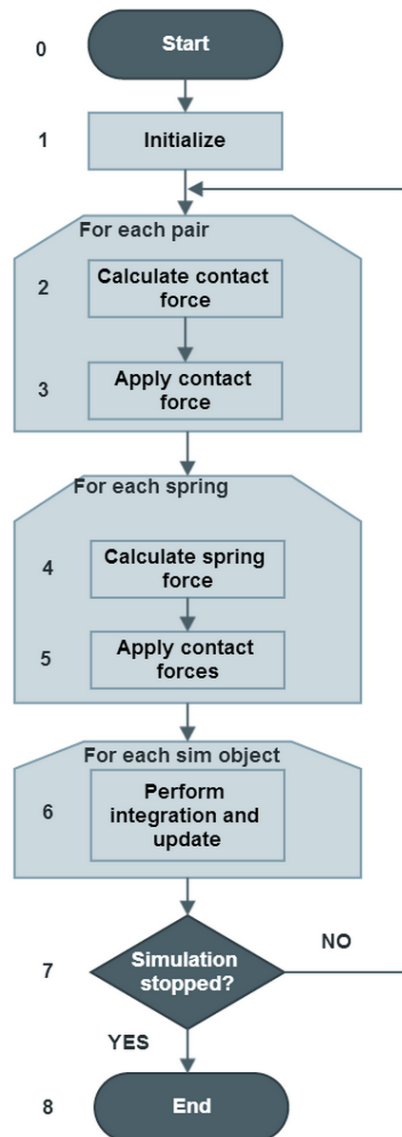 0
Start
1
Initialize
For each pair
2
Calculate contact
force
3
Apply contact
force
For each spring
4
Calculate spring
force
5
Apply contact
forces
For each sim object
6
Perform
integration and
update
7
Simulation
stopped?
NO
YES
8
End